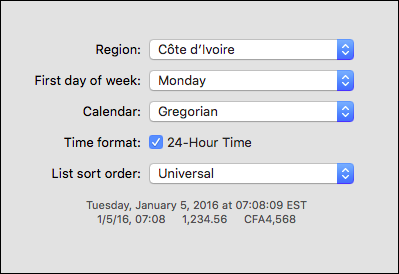 Region: Côte d’Ivoire
First day of week: Monday
Calendar: Gregorian
Time format: 24-Hour Time
List sort order: Universal
Tuesday, January 5, 2016 at 07:08:09 EST
1/5/16, 07:08 1,234.56 CFA4,568